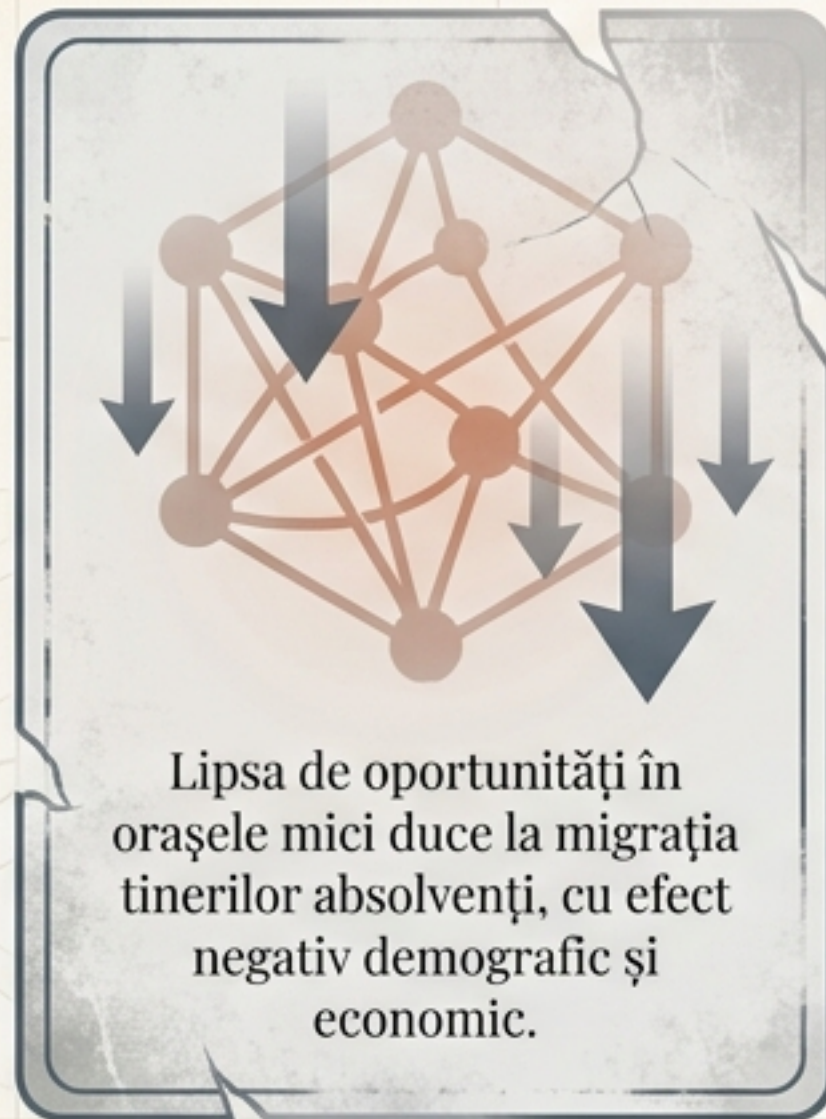 Lipsa de oportunități în
orașele mici duce la migrația
tinerilor absolvenți, cu efect
negativ demografic și
economic.